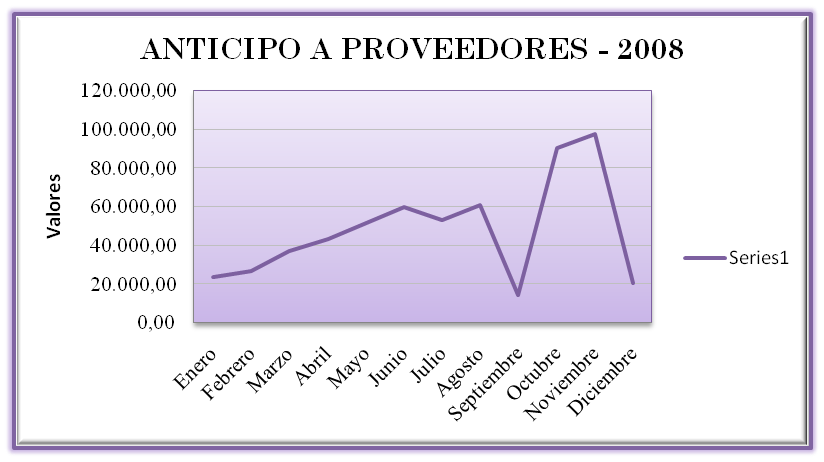 ANTICIPO A PROVEEDORES - 2008
120.000,00
100.000,00
80.000,00
60.000,00
40.000,00
20.000,00
0,00
Valores
Enero
Febrero
Marzo
Abril
Mayo
Junio
Julio
Agosto
Septiembre
Octubre
Noviembre
Diciembre
Series1